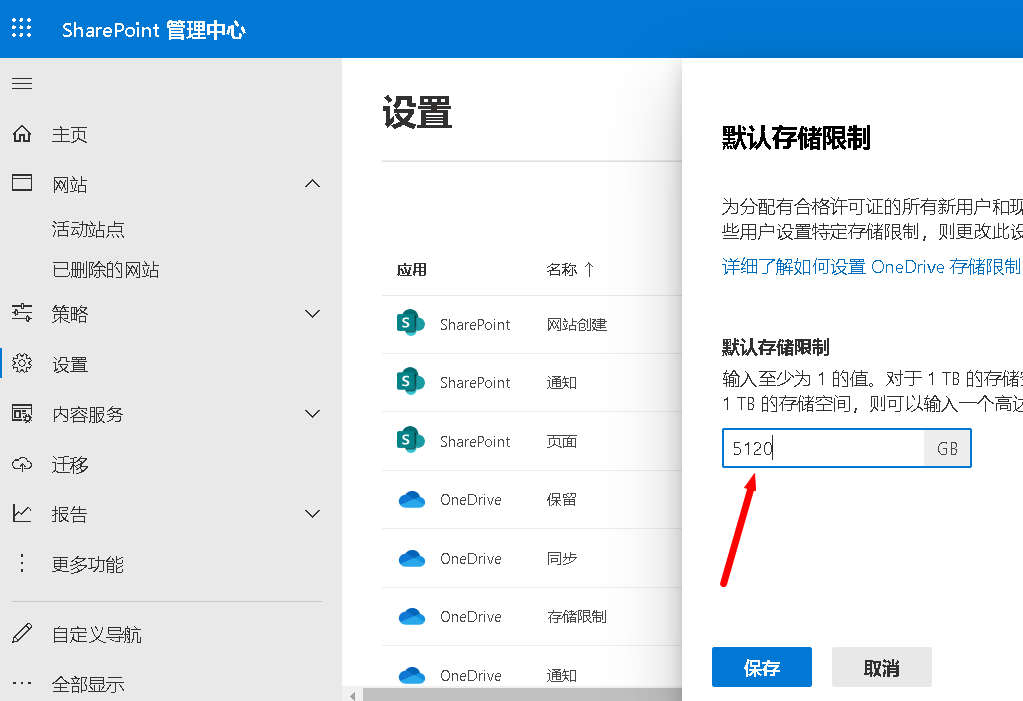 SharePoint 管理中心
主页
网站
活动站点
已删除的网站
策略
设置
内容服务
迁移
报告
更多功能
自定义导航
全部显示
设置
应用 名称 ↑
SharePoint 网站创建
SharePoint 通知
SharePoint 页面
OneDrive 保留
OneDrive 同步
OneDrive 存储限制
OneDrive 通知
默认存储限制
为分配有合格许可证的所有新用户和现
些用户设置特定存储限制，则更改此设
详细了解如何设置 OneDrive 存储限制
默认存储限制
输入至少为 1 的值。对于 1 TB 的存储空
1 TB 的存储空间，则可以输入一个高达
5120 GB
保存 取消